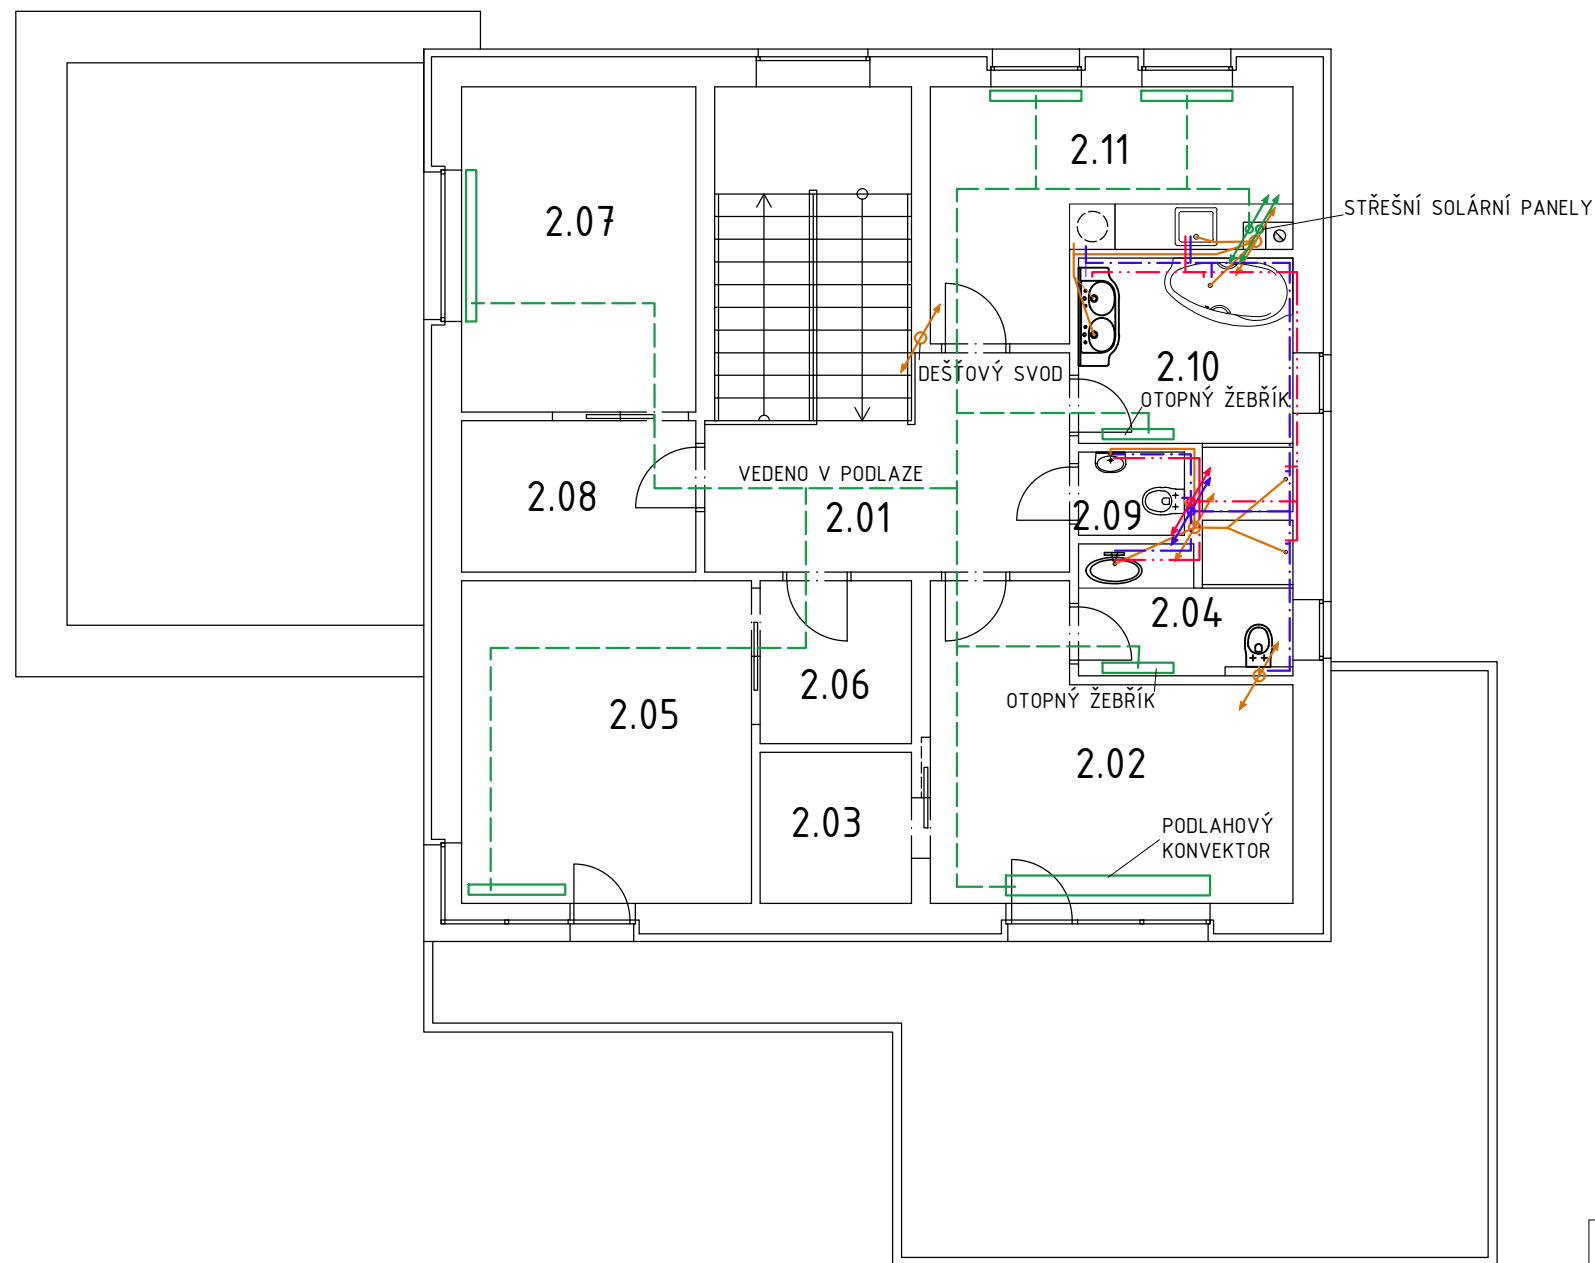 2.11
STŘEŠNÍ SOLÁRNÍ PANELY
2.07
DEŠŤOVÝ SVOD
2.10
OTOPNÝ ŽEBŘÍK
VEDENO V PODLAZE
2.08
2.01
2.09
2.04
2.06
OTOPNÝ ŽEBŘÍK
2.05
2.02
2.03
PODLAHOVÝ
KONVEKTOR